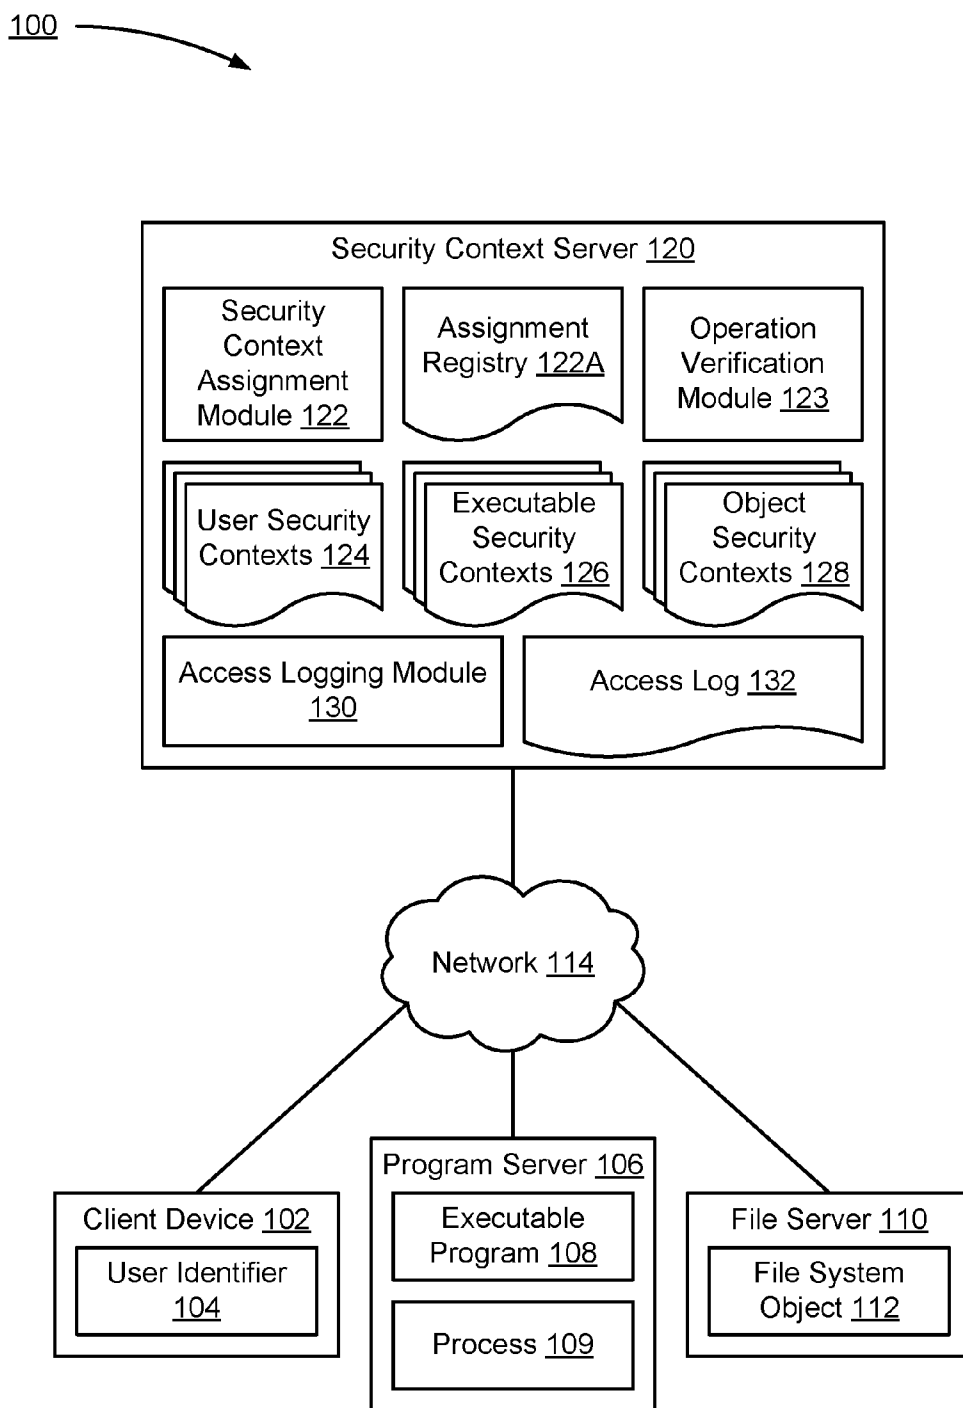 100
Security Context Server 120
Security
Context
Assignment
Module 122
Assignment
Registry 122A
Operation
Verification
Module 123
User Security
Contexts 124
Executable
Security
Contexts 126
Object
Security
Contexts 128
Access Logging Module
130
Access Log 132
Network 114
Client Device 102
User Identifier
104
Program Server 106
Executable
Program 108
Process 109
File Server 110
File System
Object 112